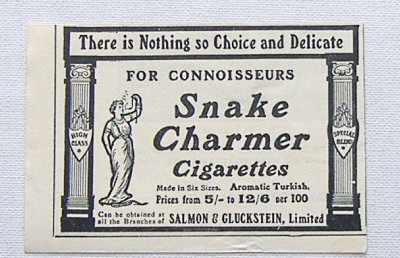 There is Nothing so Choice and Delicate
FOR CONNOISSEURS
Snake
Charmer
Cigarettes
HIGH CLASS
SPECIAL BLEND
Made in Six Sizes. Aromatic Turkish.
Prices from 5/- to 12/6 per 100
Can be obtained at
all the Branches of
SALMON & GLUCKSTEIN, Limited